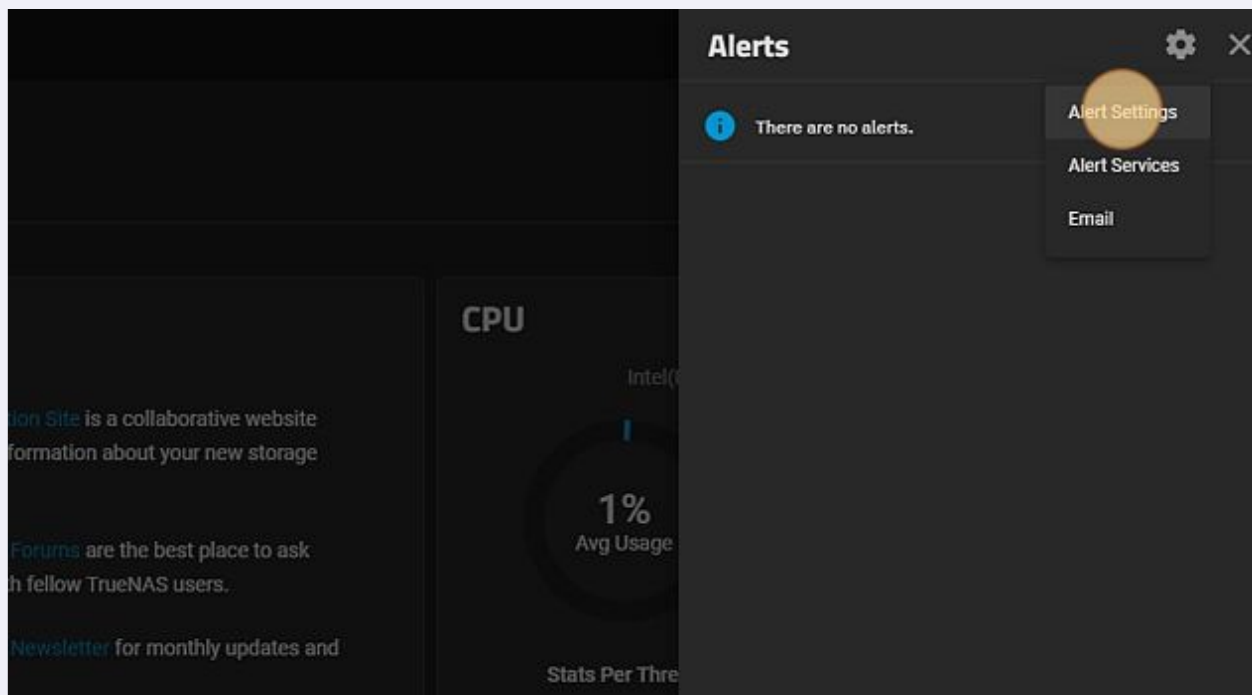 Alerts
There are no alerts.
Alert Settings
Alert Services
Email
CPU
Intel(
tion Site is a collaborative website
formation about your new storage
1%
Avg Usage
Forums are the best place to ask
h fellow TrueNAS users.
Newsletter for monthly updates and
Stats Per Thre